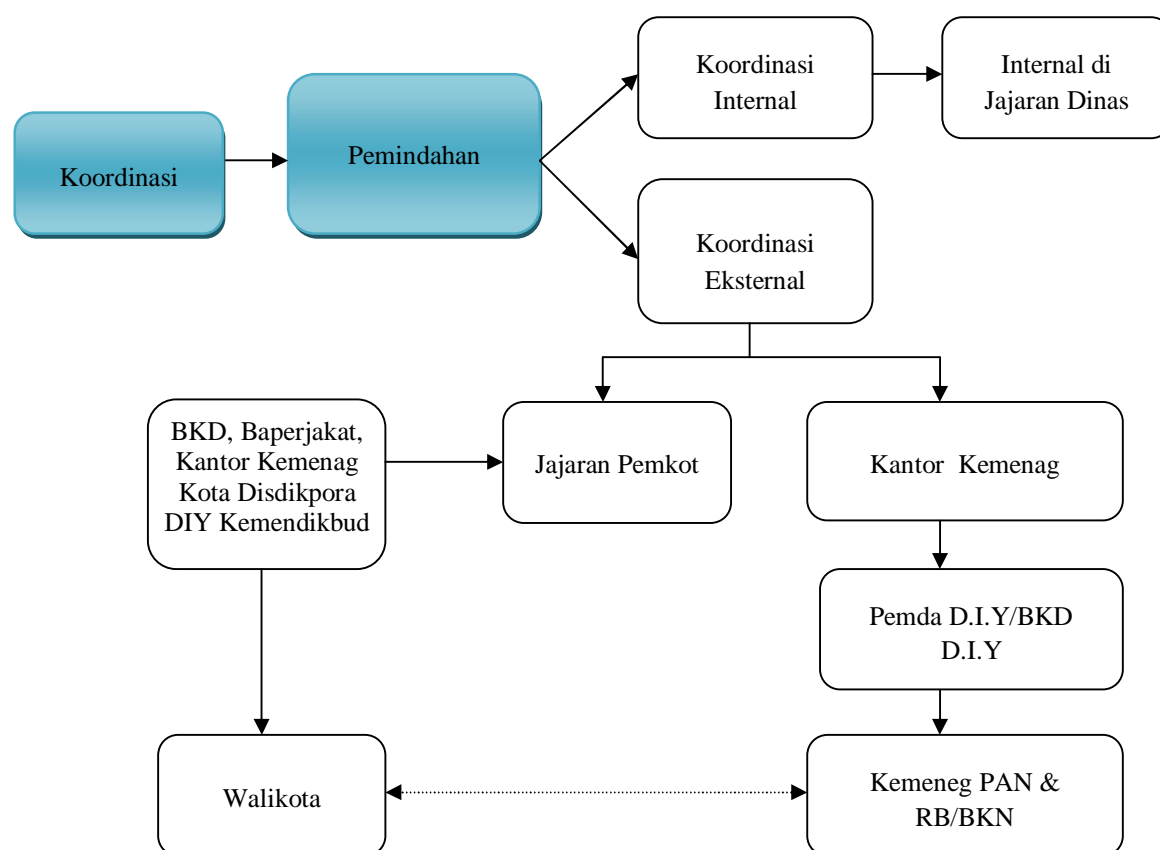 Koordinasi
Pemindahan
Koordinasi
Internal
Internal di
Jajaran Dinas
Koordinasi
Eksternal
BKD, Baperjakat,
Kantor Kemenag
Kota Disdikpora
DIY Kemendikbud
Jajaran Pemkot
Kantor Kemenag
Pemda D.I.Y/BKD
D.I.Y
Walikota
Kemeneg PAN &
RB/BKN